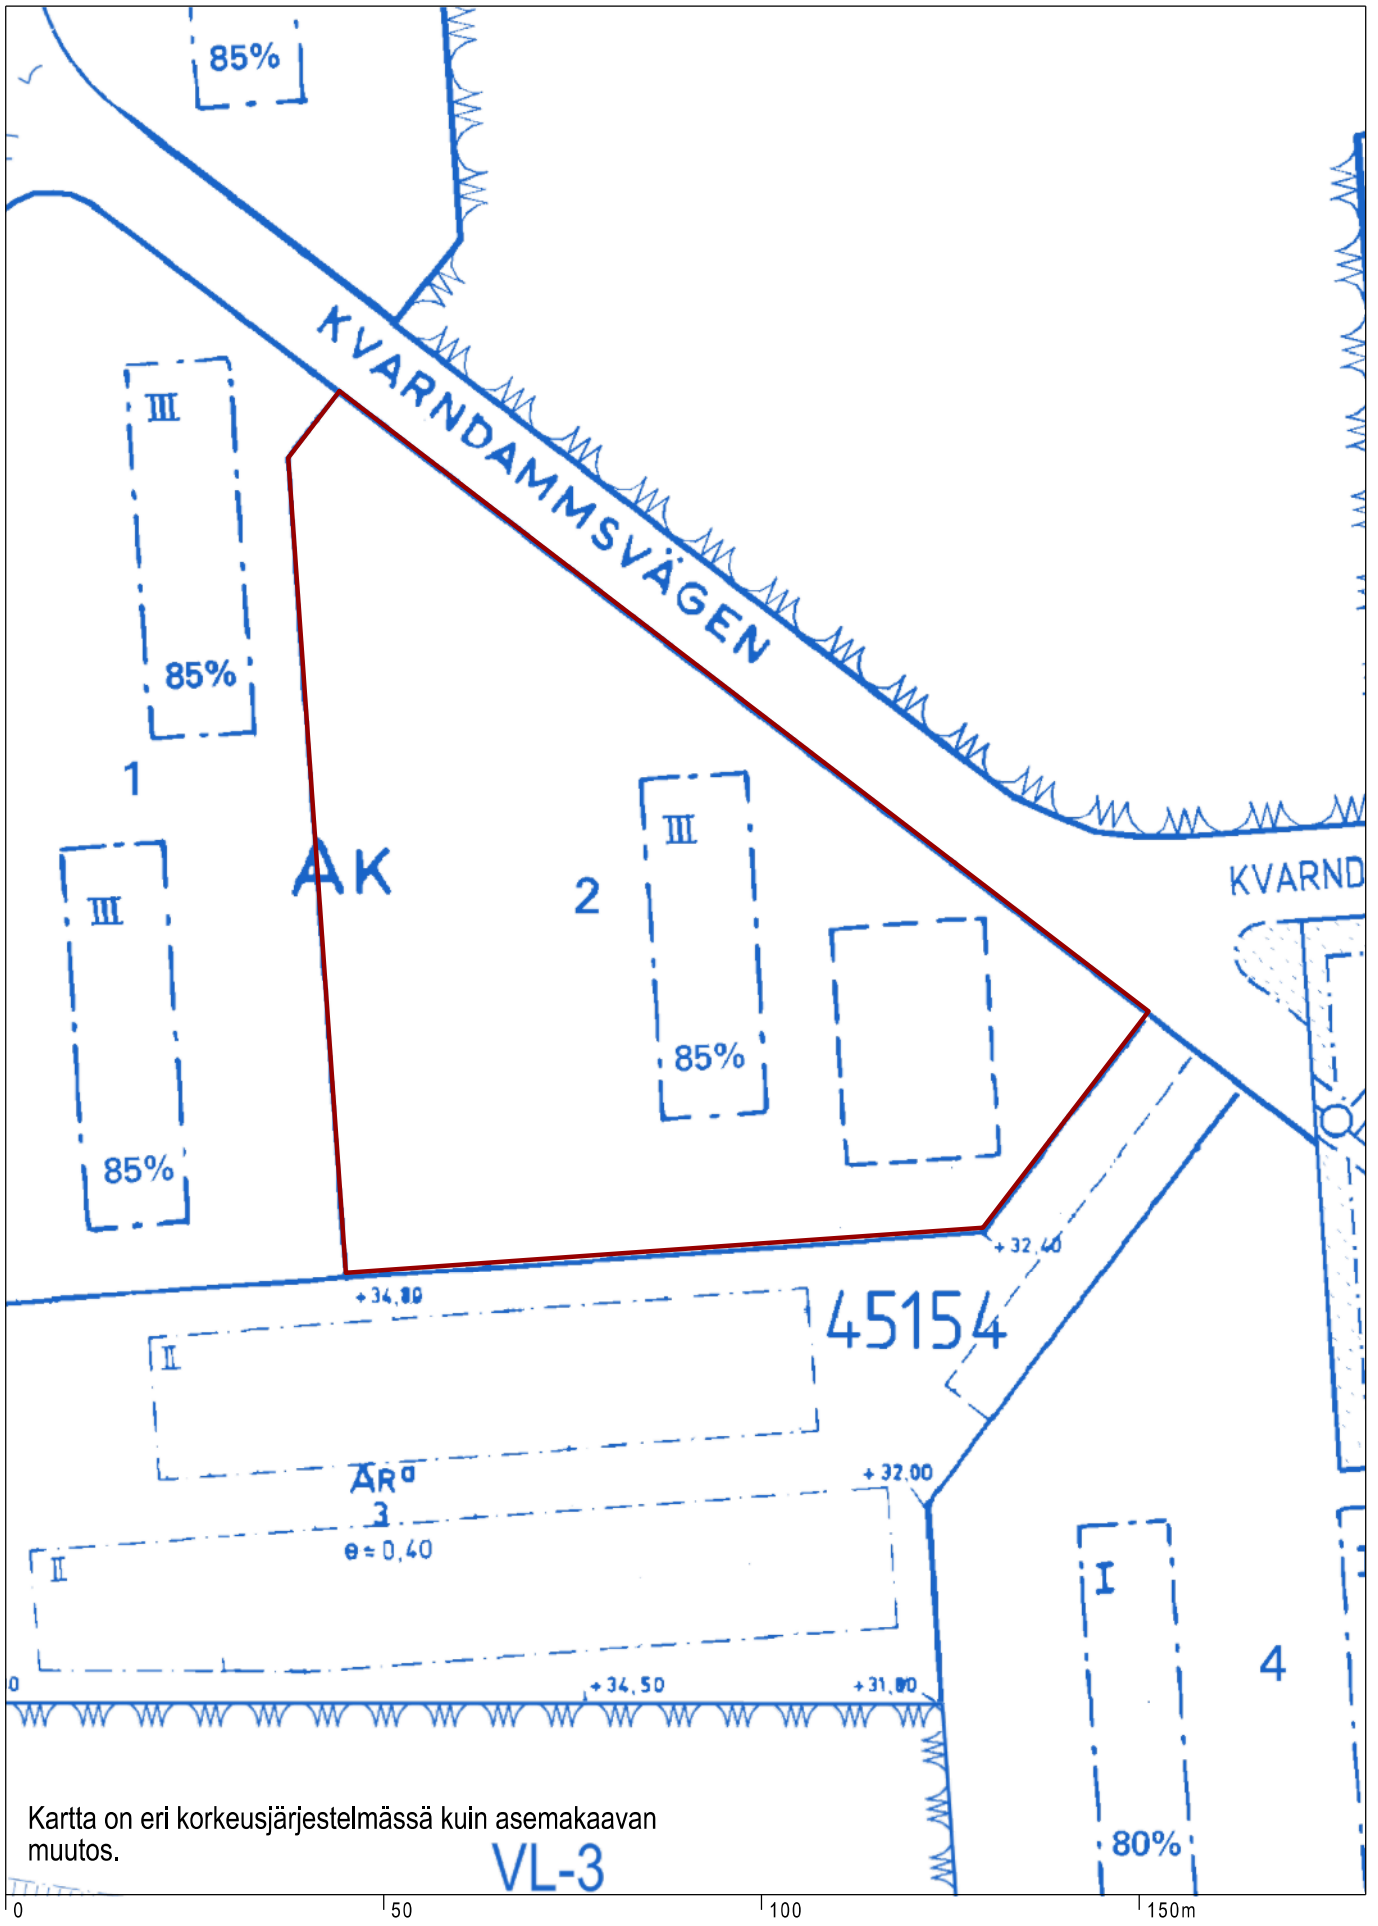 85%
KVARNDAMMSVÄGEN
III
85%
1
III
85%
AK
2
III
85%
KVARND
+32,40
+34,80
45154
II
ARa
3
e=0,40
+32,00
II
I
4
0
+34,50
80%
Kartta on eri korkeusjärjestelmässä kuin asemakaavan
muutos.
VL-3
0
50
100
150m